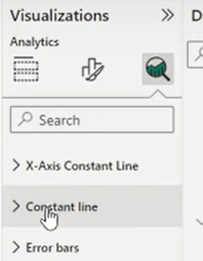 Visualizations
D
Analytics
Search
X-Axis Constant Line
Constant line
Error bars